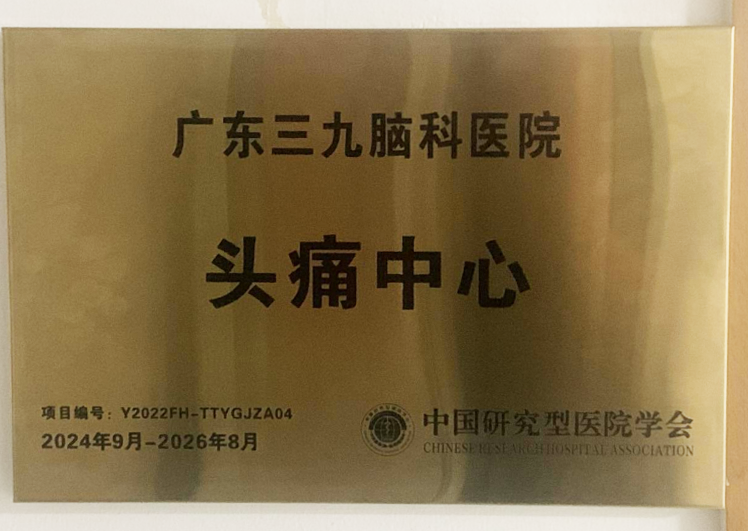 广东三九脑科医院
头痛中心
项目编号：Y2022FH-TTYGJZA04
2024年9月-2026年8月
中国研究型医院学会
CHINESE RESEARCH HOSPITAL ASSOCIATION